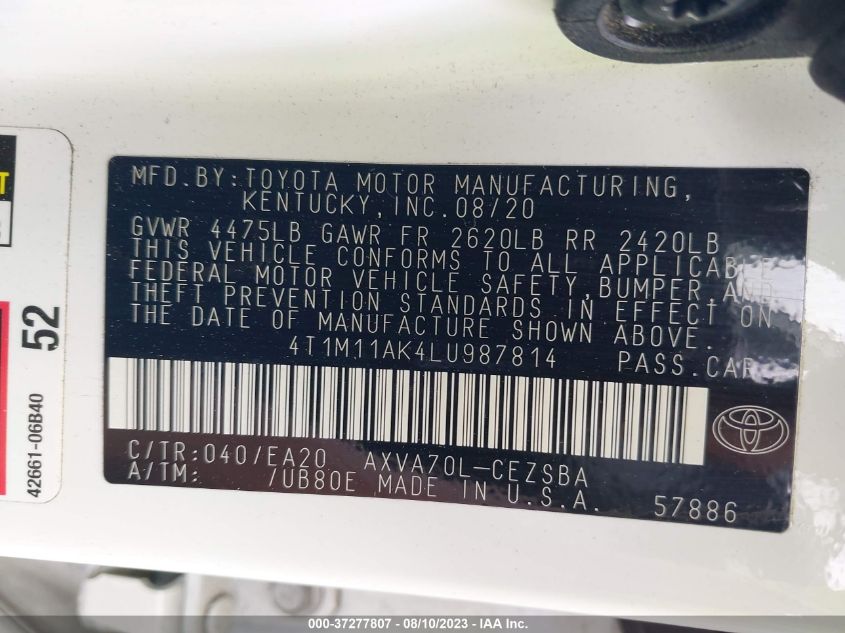 MFD.BY:TOYOTA MOTOR MANUFACTURING,
KENTUCKY,INC.08/20
GVWR 4475LB GAWR FR 2620LB RR 2420LB
THIS VEHICLE CONFORMS TO ALL APPLICABLE
FEDERAL MOTOR VEHICLE SAFETY,BUMPER,AND
THEFT PREVENTION STANDARDS IN EFFECT ON
THE DATE OF MANUFACTURE SHOWN ABOVE.
4T1M11AK4LU987814 PASS.CAR
C/TR:040/EA20 AXVA70L-CEZSBA
A/TM: /UB80E MADE IN U.S.A.
57886
52
42661-06B40
000-37277807 - 08/10/2023 - © IAA Inc.